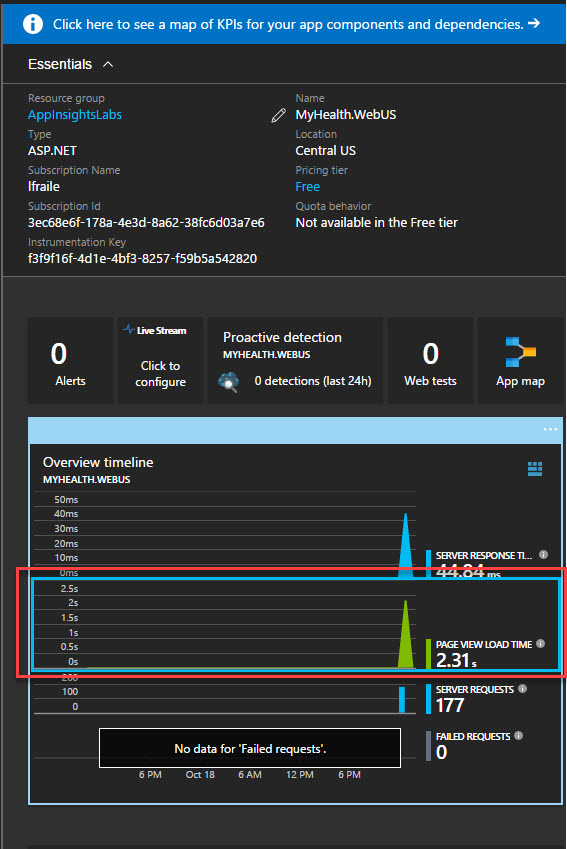 Click here to see a map of KPIs for your app components and dependencies. →
Essentials
Resource group
AppInsightsLabs
Name
MyHealth.WebUS
Type
ASP.NET
Location
Central US
Subscription Name
lfraile
Pricing tier
Free
Subscription Id
3ec68e6f-178a-4e3d-8a62-38fc6d03a7e6
Quota behavior
Not available in the Free tier
Instrumentation Key
f3f9f16f-4d1e-4bf3-8257-f59b5a542820
0
Alerts
Live Stream
Click to
configure
Proactive detection
MYHEALTH.WEBUS
0 detections (last 24h)
0
Web tests
App map
...
Overview timeline
MYHEALTH.WEBUS
50ms
40ms
30ms
20ms
10ms
0ms
SERVER RESPONSE TI...
44.84 ms
2.5s
2s
1.5s
1s
0.5s
0s
PAGE VIEW LOAD TIME
2.31 s
200
100
0
SERVER REQUESTS
177
No data for 'Failed requests'.
FAILED REQUESTS
0
6 PM Oct 18 6 AM 12 PM 6 PM